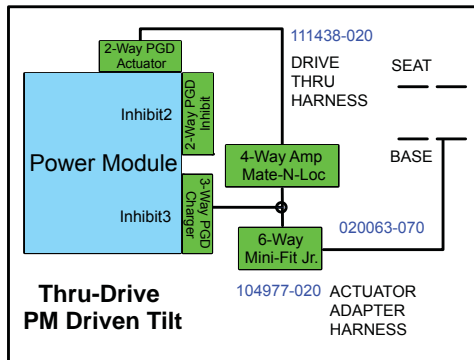 111438-020
2-Way PGD
Actuator
DRIVE
THRU
HARNESS
SEAT
Inhibit2
2-Way PGD
Inhibit
Power Module
4-Way Amp
Mate-N-Loc
BASE
Inhibit3
3-Way PGD
Charger
020063-070
6-Way
Mini-Fit Jr.
Thru-Drive
PM Driven Tilt
104977-020
ACTUATOR
ADAPTER
HARNESS